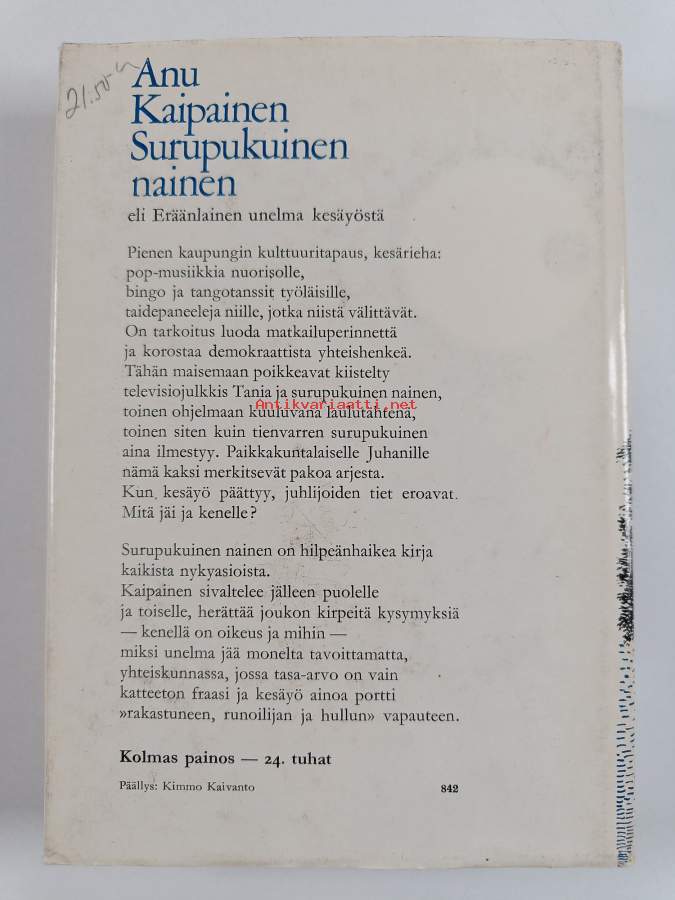 21.50
Anu
Kaipainen
Surupukuinen
nainen
eli Eräänlainen unelma kesäyöstä
Pienen kaupungin kulttuuritapaus, kesärieha:
pop-musiikkia nuorisolle,
bingo ja tangotanssit työläisille,
taidepaneeleja niille, jotka niistä välittävät.
On tarkoitus luoda matkailuperinnettä
ja korostaa demokraattista yhteishenkeä.
Tähän maisemaan poikkeavat kiistelty
televisiojulkkis Tania ja surupukuinen nainen,
Antikvariaatti.net
toinen ohjelmaan kuuluvana laulutähtenä,
toinen siten kuin tienvarren surupukuinen
aina ilmestyy. Paikkakuntalaiselle Juhanille
nämä kaksi merkitsevät pakoa arjesta.
Kun kesäyö päättyy, juhlijoiden tiet eroavat.
Mitä jäi ja kenelle?
Surupukuinen nainen on hilpeänhaikea kirja
kaikista nykyasioista.
Kaipainen sivaltelee jälleen puolelle
ja toiselle, herättää joukon kirpeitä kysymyksiä
— kenellä on oikeus ja mihin —
miksi unelma jää monelta tavoittamatta,
yhteiskunnassa, jossa tasa-arvo on vain
katteeton fraasi ja kesäyö ainoa portti
»rakastuneen, runoilijan ja hullun» vapauteen.
Kolmas painos — 24. tuhat
Päällys: Kimmo Kaivanto 842